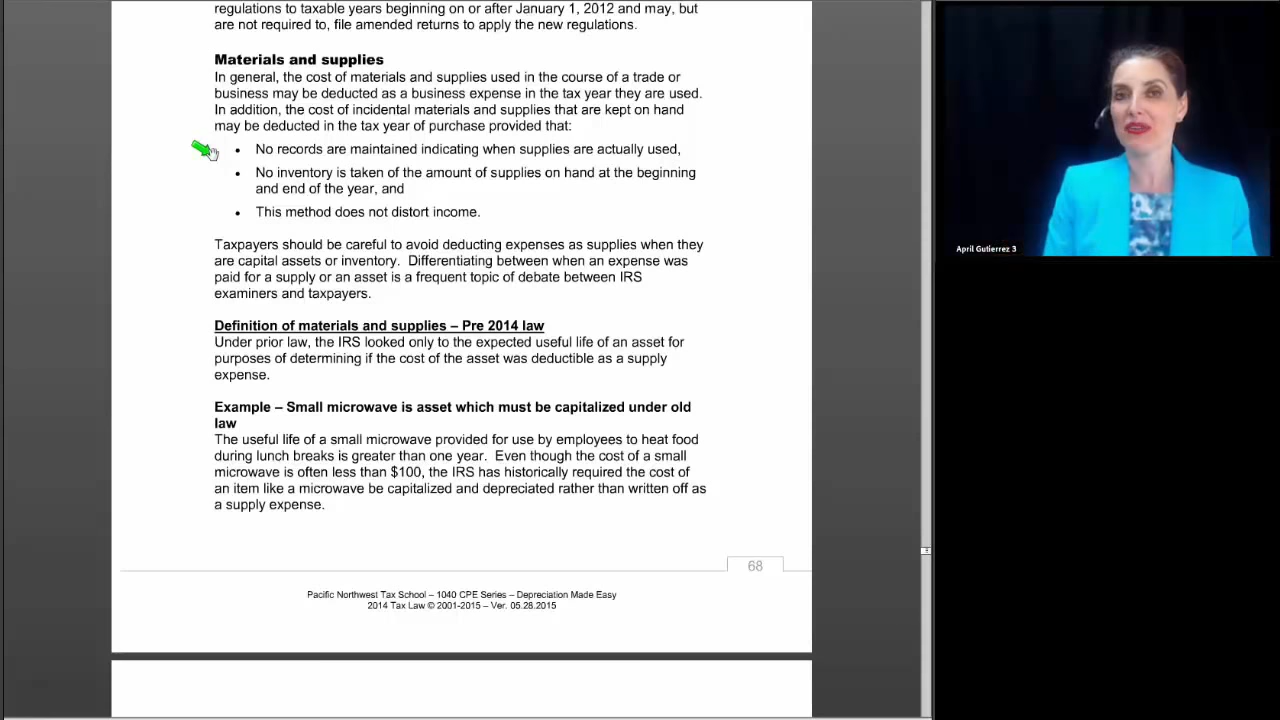 regulations to taxable years beginning on or after January 1, 2012 and may, but
are not required to, file amended returns to apply the new regulations.
Materials and supplies
In general, the cost of materials and supplies used in the course of a trade or
business may be deducted as a business expense in the tax year they are used.
In addition, the cost of incidental materials and supplies that are kept on hand
may be deducted in the tax year of purchase provided that:
• No records are maintained indicating when supplies are actually used,
• No inventory is taken of the amount of supplies on hand at the beginning
and end of the year, and
• This method does not distort income.
Taxpayers should be careful to avoid deducting expenses as supplies when they
are capital assets or inventory. Differentiating between when an expense was
paid for a supply or an asset is a frequent topic of debate between IRS
examiners and taxpayers.
Definition of materials and supplies – Pre 2014 law
Under prior law, the IRS looked only to the expected useful life of an asset for
purposes of determining if the cost of the asset was deductible as a supply
expense.
Example – Small microwave is asset which must be capitalized under old
law
The useful life of a small microwave provided for use by employees to heat food
during lunch breaks is greater than one year. Even though the cost of a small
microwave is often less than $100, the IRS has historically required the cost of
an item like a microwave be capitalized and depreciated rather than written off as
a supply expense.
68
Pacific Northwest Tax School – 1040 CPE Series – Depreciation Made Easy
2014 Tax Law © 2001-2015 – Ver. 05.28.2015
April Gutierrez 3